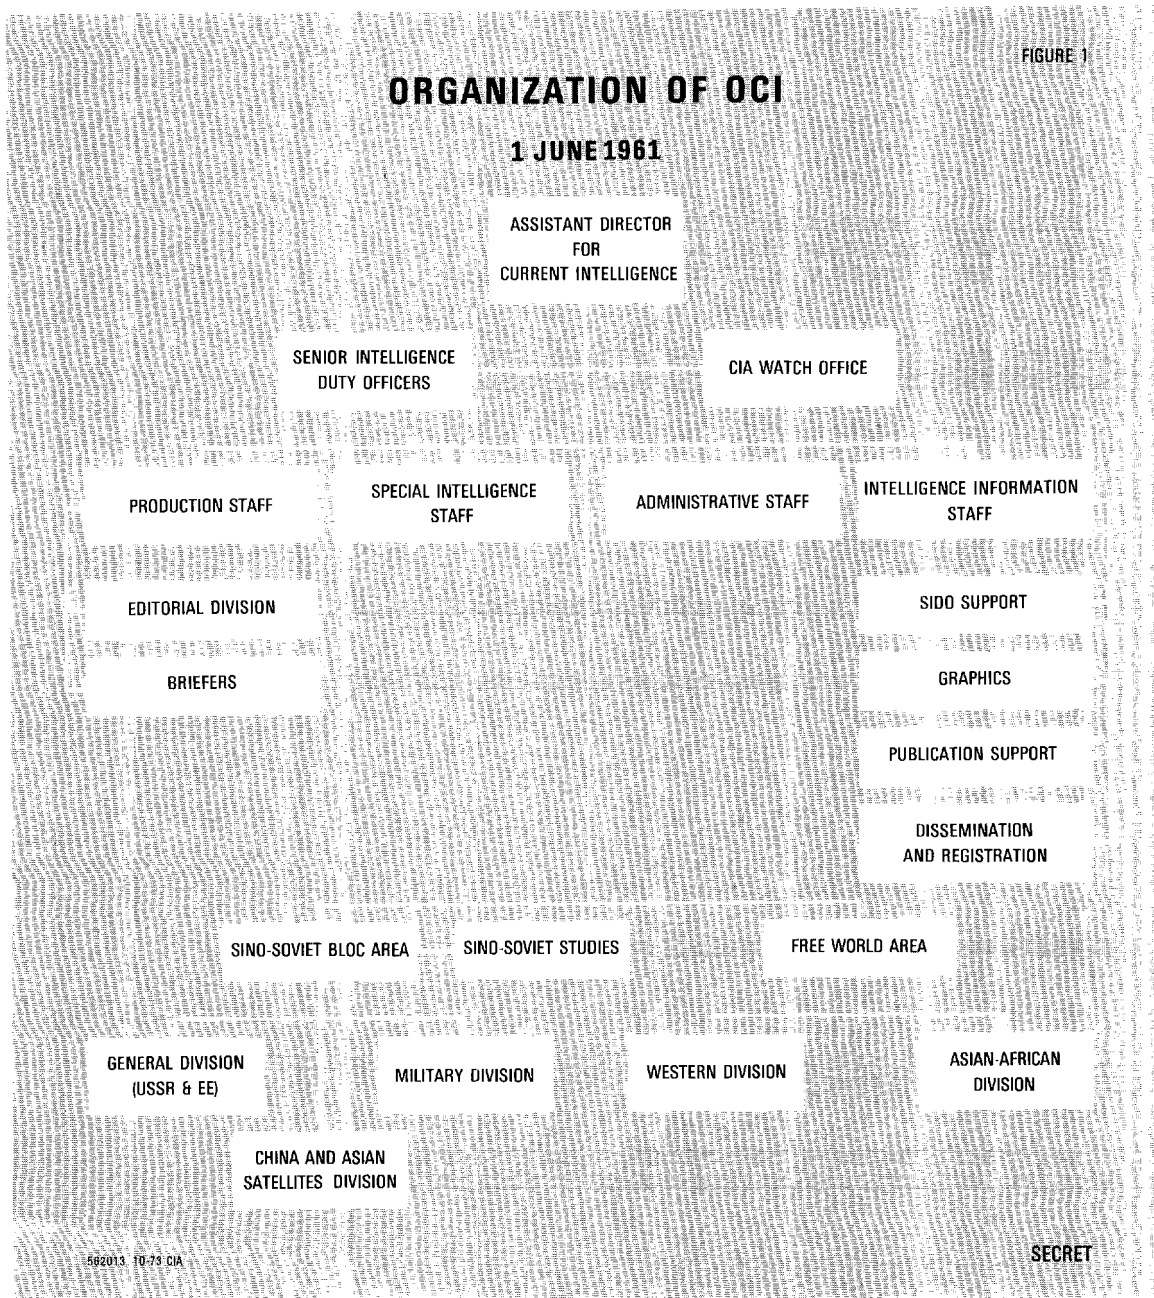 FIGURE 1
ORGANIZATION OF OCI
1 JUNE 1961
ASSISTANT DIRECTOR
FOR
CURRENT INTELLIGENCE
SENIOR INTELLIGENCE
DUTY OFFICERS
CIA WATCH OFFICE
PRODUCTION STAFF
SPECIAL INTELLIGENCE
STAFF
ADMINISTRATIVE STAFF
INTELLIGENCE INFORMATION
STAFF
EDITORIAL DIVISION
SIDO SUPPORT
BRIEFERS
GRAPHICS
PUBLICATION SUPPORT
DISSEMINATION
AND REGISTRATION
SINO-SOVIET BLOC AREA
SINO-SOVIET STUDIES
FREE WORLD AREA
GENERAL DIVISION
(USSR & EE)
MILITARY DIVISION
WESTERN DIVISION
ASIAN-AFRICAN
DIVISION
CHINA AND ASIAN
SATELLITES DIVISION
562013 10-73 CIA
SECRET